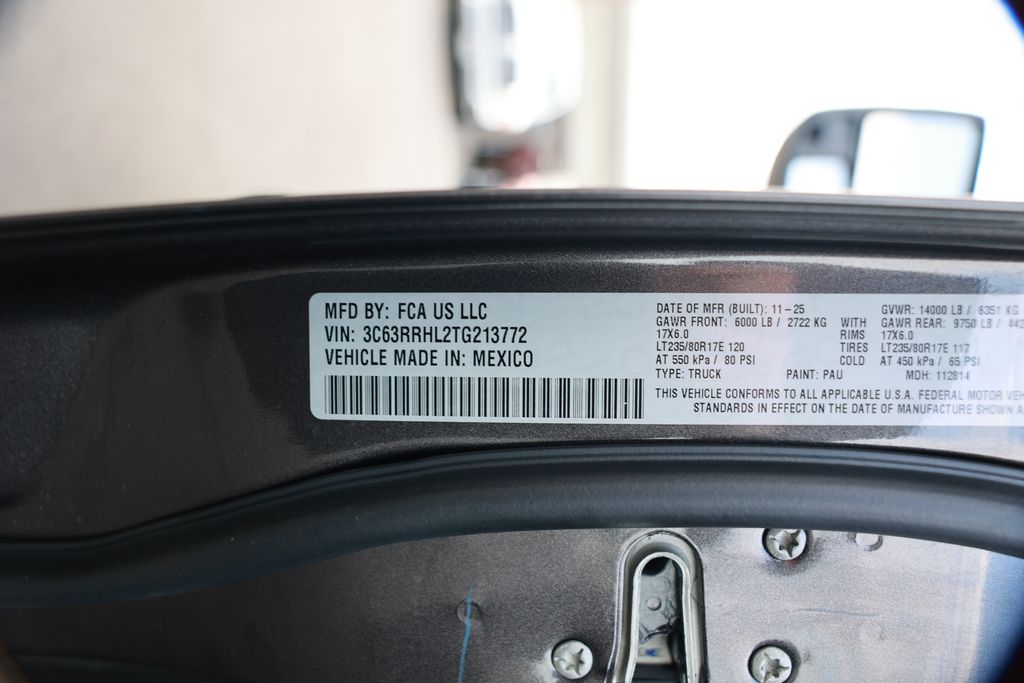 MFD BY: FCA US LLC
VIN: 3C63RRHL2TG213772
VEHICLE MADE IN: MEXICO
DATE OF MFR (BUILT): 11-25 GVWR: 14000 LB / 6351 KG
GAWR FRONT: 6000 LB / 2722 KG WITH GAWR REAR: 9750 LB / 442
17X6.0 RIMS 17X6.0
LT235/80R17E 120 TIRES LT235/80R17E 117
AT 550 kPa / 80 PSI COLD AT 450 kPa / 65 PSI
TYPE: TRUCK PAINT: PAU MDH: 112814
THIS VEHICLE CONFORMS TO ALL APPLICABLE U.S.A. FEDERAL MOTOR VEH
STANDARDS IN EFFECT ON THE DATE OF MANUFACTURE SHOWN A